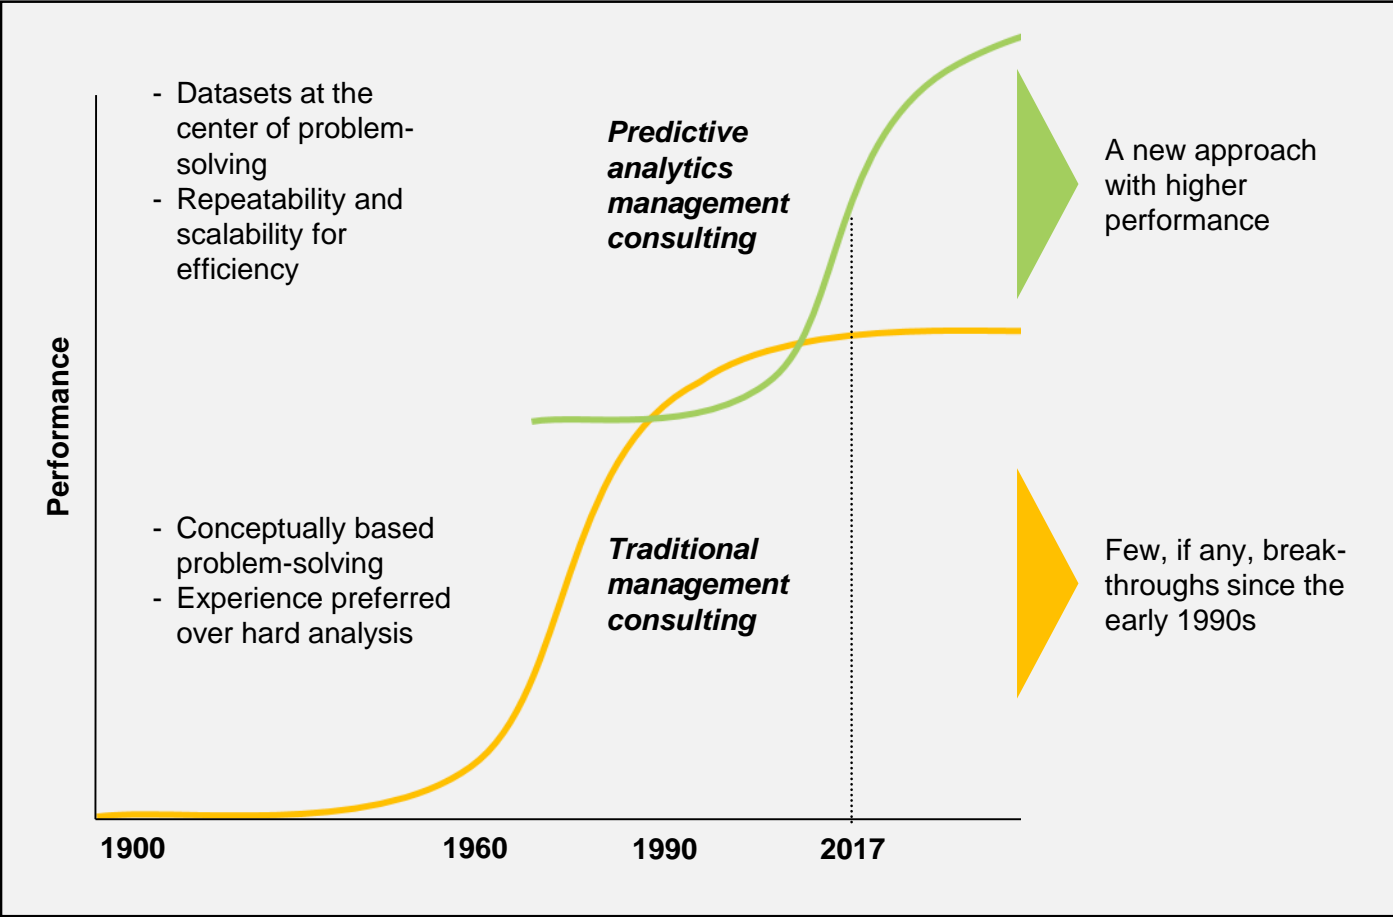 - Datasets at the
center of problem-
solving
- Repeatability and
scalability for
efficiency
Predictive
analytics
management
consulting
A new approach
with higher
performance
Performance
- Conceptually based
problem-solving
- Experience preferred
over hard analysis
Traditional
management
consulting
Few, if any, break-
throughs since the
early 1990s
1900
1960
1990
2017